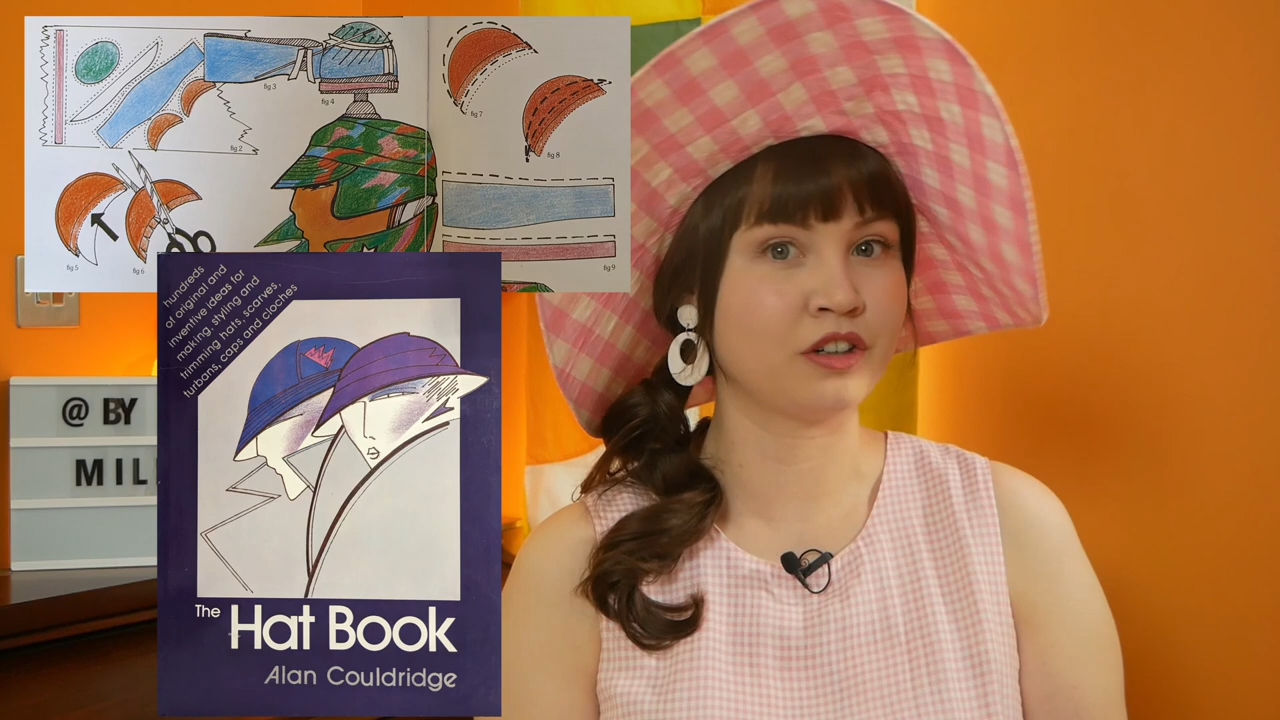 fig 3
fig 4
fig 2
fig 7
fig 8
fig 5
fig 6
fig 9
hundreds
of original and
inventive ideas for
making, styling and
trimming hats, scarves,
turbans, caps and cloches
The Hat Book
Alan Couldridge
@ BY
MIL